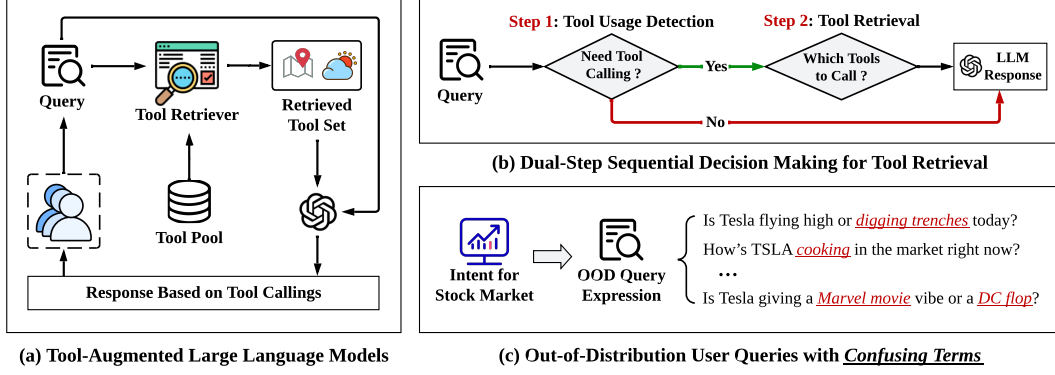 Query
Tool Retriever
Retrieved
Tool Set
Tool Pool
Response Based on Tool Callings
(a) Tool-Augmented Large Language Models
Step 1: Tool Usage Detection
Step 2: Tool Retrieval
Query
Need Tool
Calling ?
Yes
Which Tools
to Call ?
LLM
Response
No
(b) Dual-Step Sequential Decision Making for Tool Retrieval
Intent for
Stock Market
OOD Query
Expression
Is Tesla flying high or digging trenches today?
How's TSLA cooking in the market right now?
...
Is Tesla giving a Marvel movie vibe or a DC flop?
(c) Out-of-Distribution User Queries with Confusing Terms